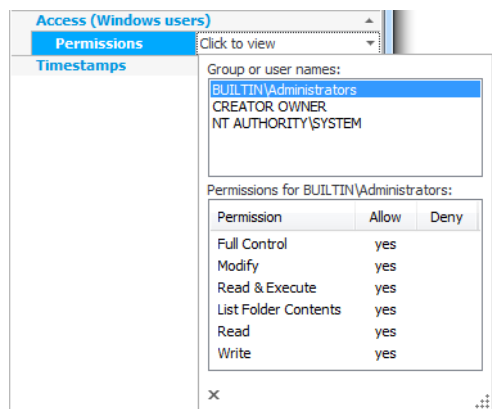 Access (Windows users)
Permissions Click to view
Timestamps
Group or user names:
BUILTIN\Administrators
CREATOR OWNER
NT AUTHORITY\SYSTEM
Permissions for BUILTIN\Administrators:
Permission Allow Deny
Full Control yes
Modify yes
Read & Execute yes
List Folder Contents yes
Read yes
Write yes